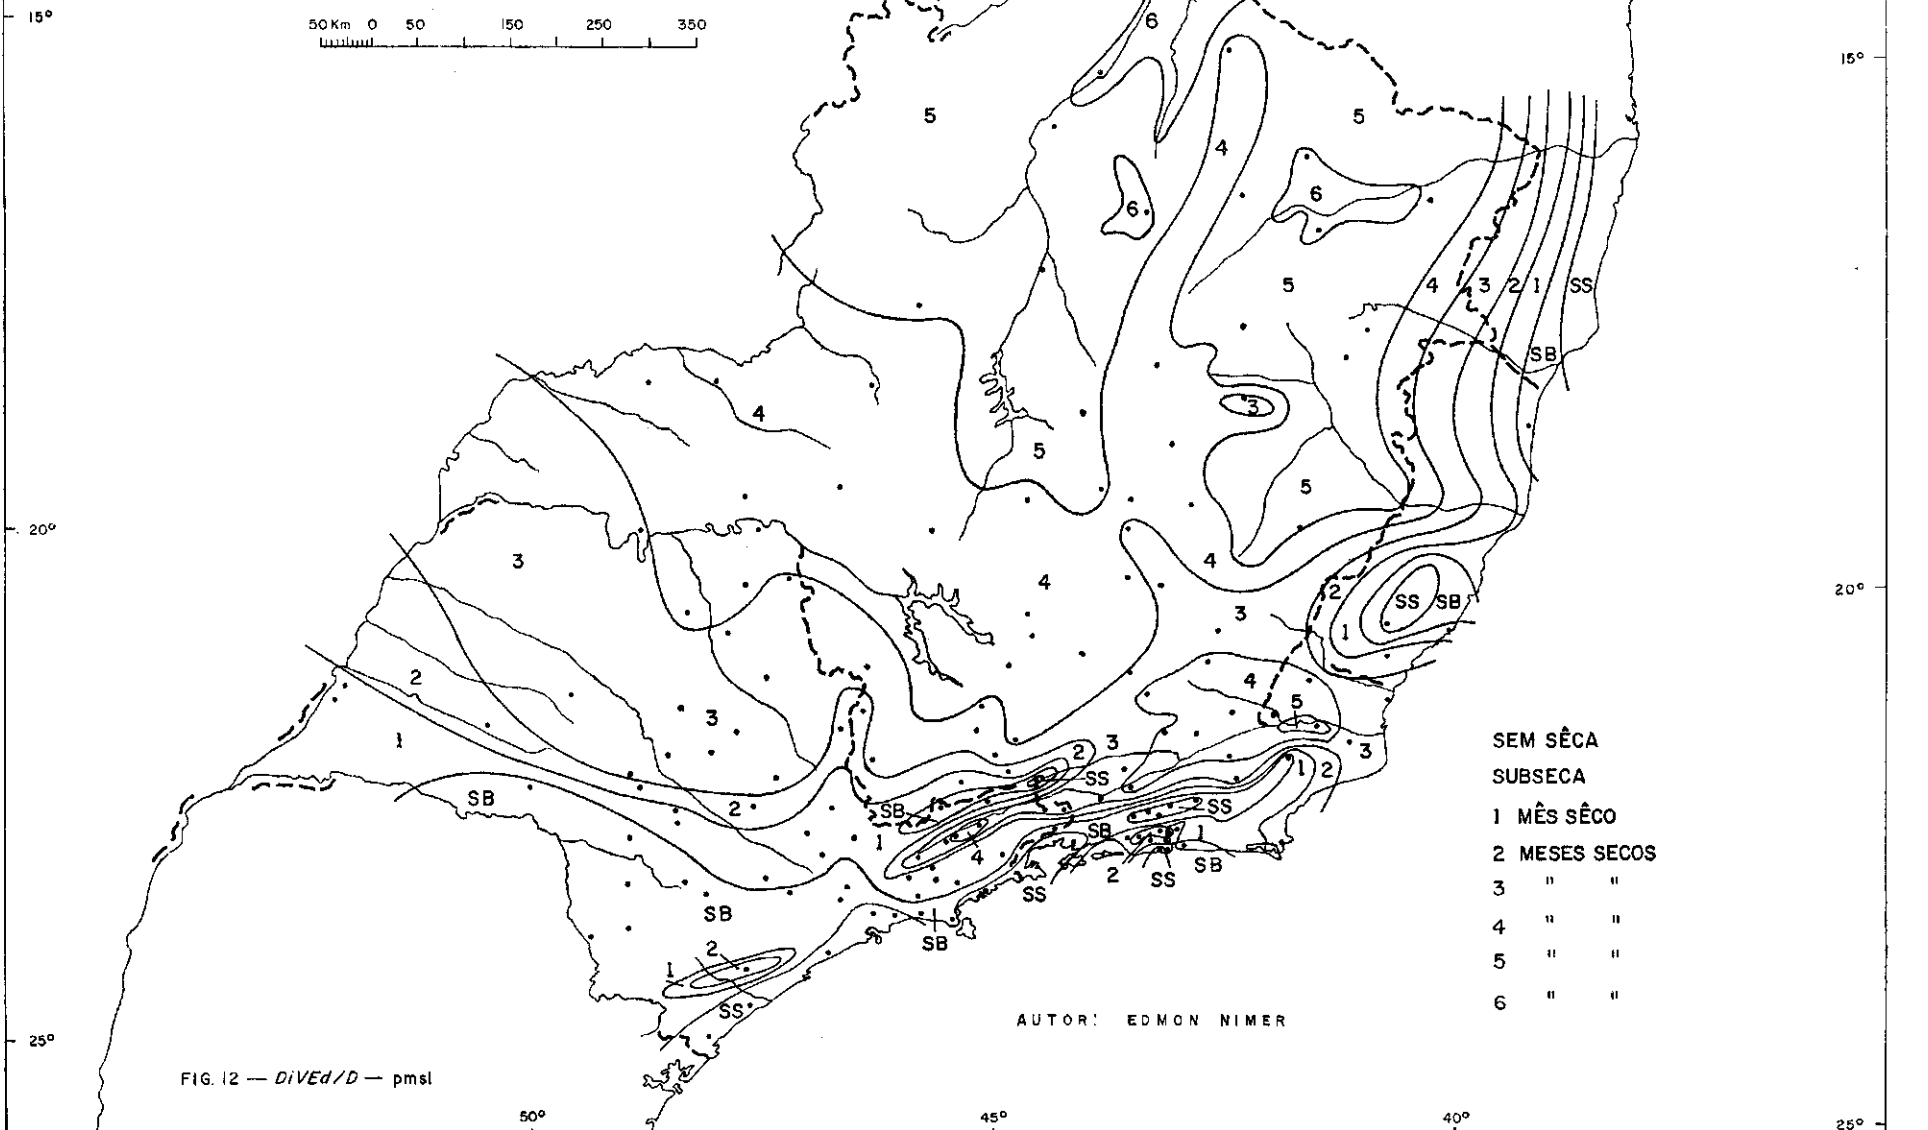 15°
50 Km 0 50 150 250 350
6
15°
5
5
4
6
6
5
4 3 2 1 SS
SB
3
4
5
5
20°
3
4
4
2
20°
SS SB
3
1
2
4
5
3
3
1
2
3
1 2
SS
SEM SÊCA
SUBSECA
SB
2
SB
2 SS
1 MÊS SÊCO
1
4
SB
1
2 MESES SECOS
SS
2
SS
SB
3 " "
SB
SB
4 " "
2
1
5 " "
SS
6 " "
AUTOR: EDMON NIMER
25°
FIG. 12 — DiVEd/D — pmsl
50°
45°
40°
25°